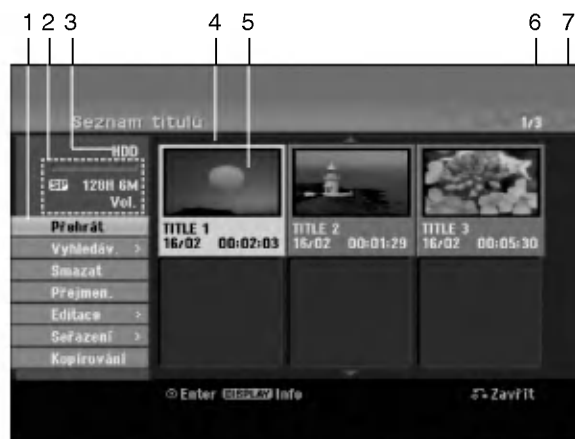 1 2 3 4 5 6 7
Seznam titulů 1/3
HDD
SP 128H 6M
Vol.
Přehrát
Vyhledáv. >
Smazat
Přejmen.
Editace >
Seřazení >
Kopírování
TITLE 1
16/02 00:02:03
TITLE 2
16/02 00:01:29
TITLE 3
16/02 00:05:30
Enter DISPLAY Info Zavřít